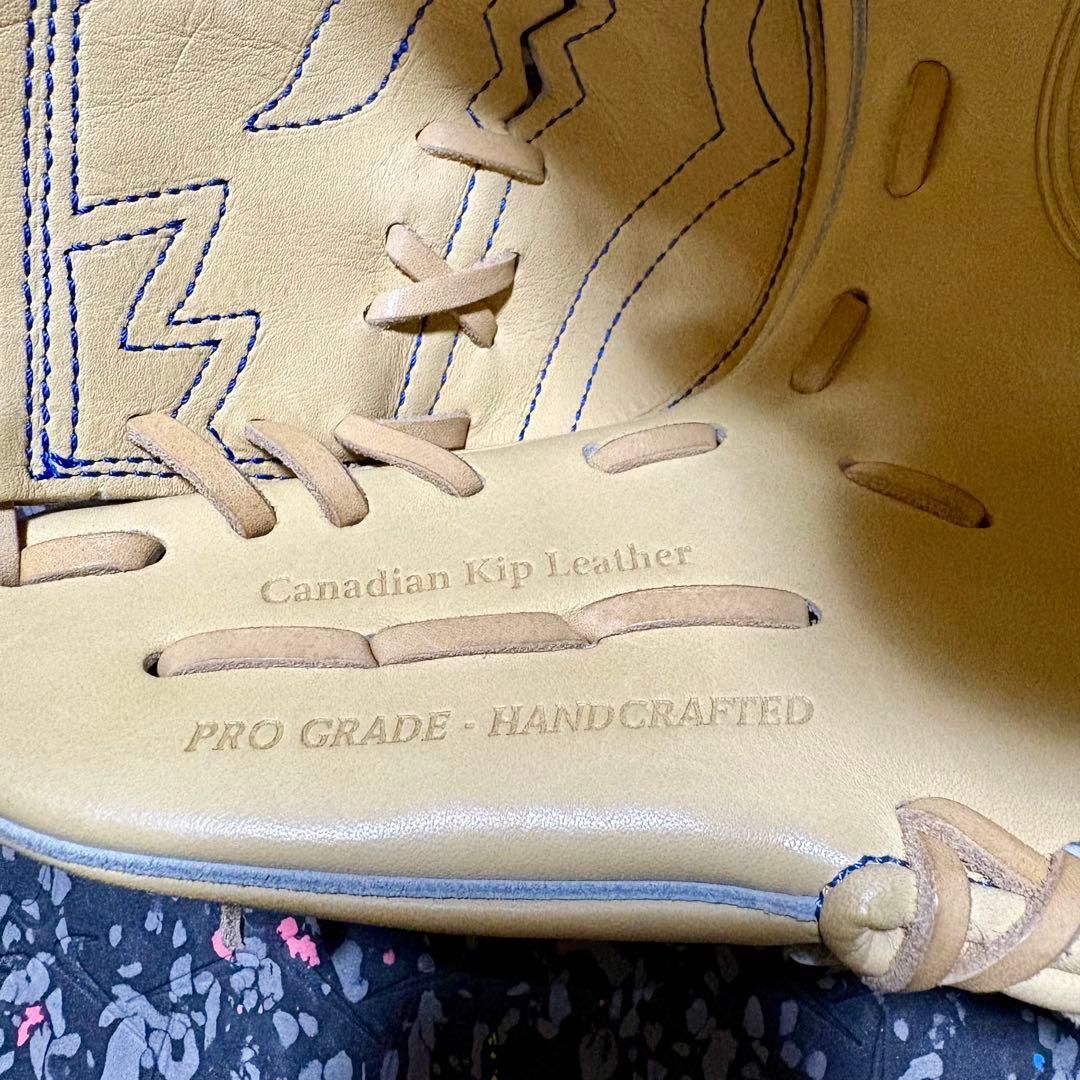 Canadian Kip Leather
PRO GRADE - HANDCRAFTED